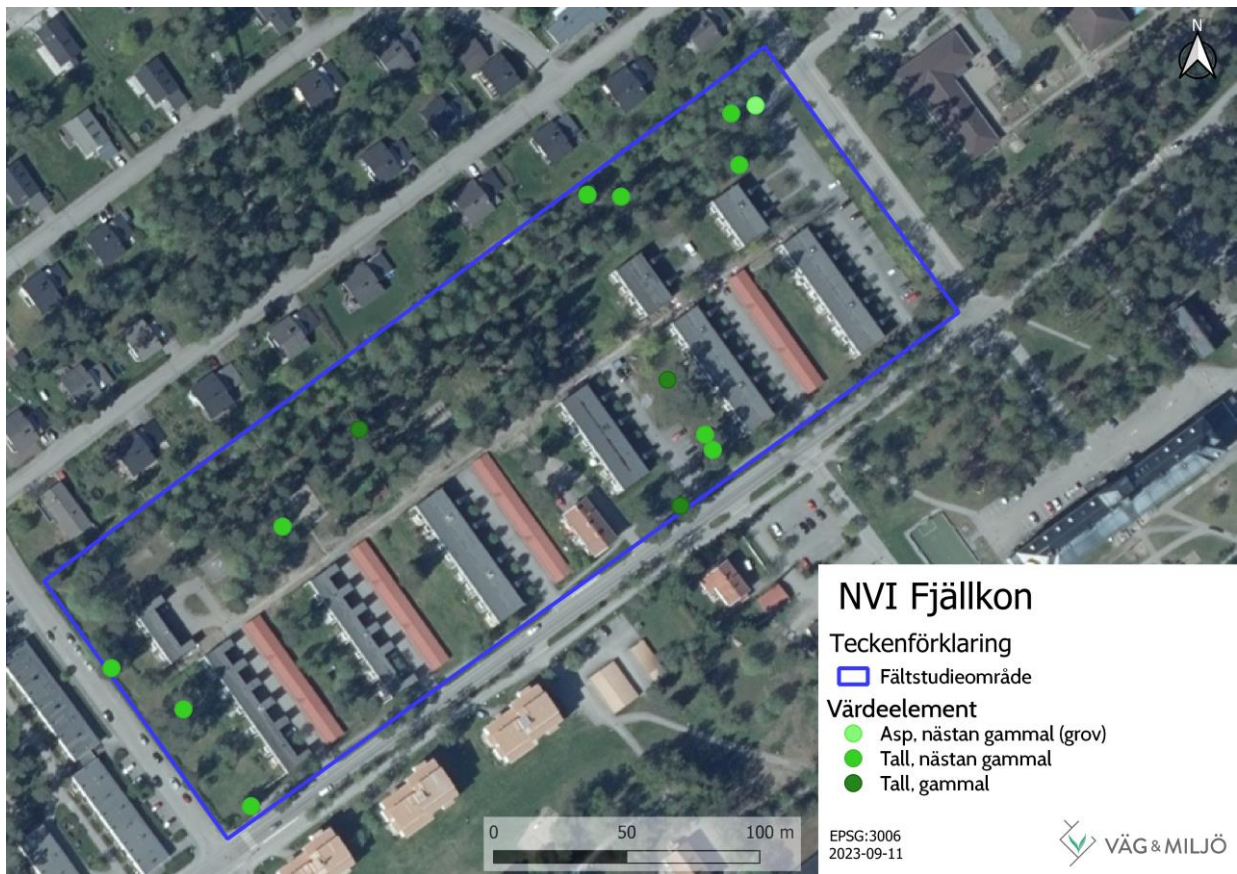 N
NVI Fjällkon
Teckenförklaring
Fältstudieområde
Värdeelement
Asp, nästan gammal (grov)
Tall, nästan gammal
Tall, gammal
0 50 100 m
EPSG:3006
2023-09-11
VÄG & MILJÖ